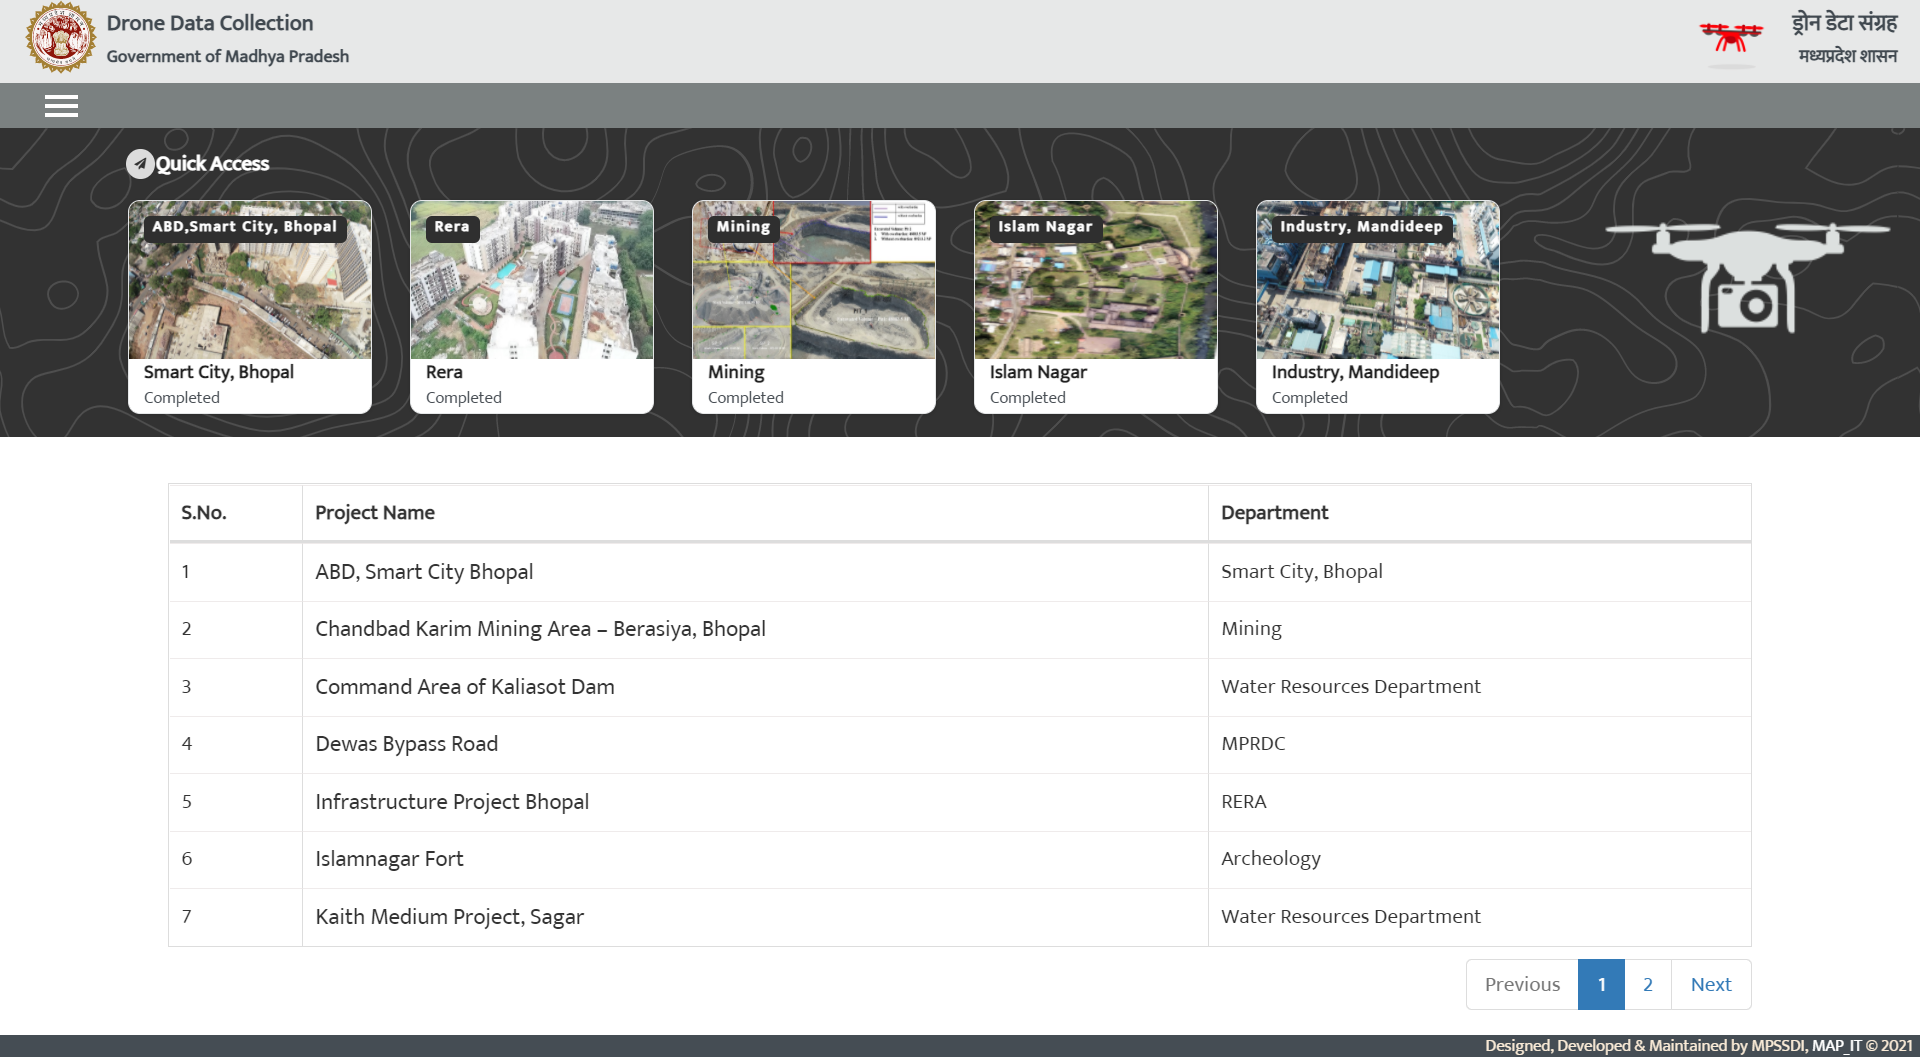 Drone Data Collection
Government of Madhya Pradesh
ड्रोन डेटा संग्रह
मध्यप्रदेश शासन
Quick Access
ABD,Smart City, Bhopal
Smart City, Bhopal
Completed
Rera
Rera
Completed
Mining
Mining
Completed
Islam Nagar
Islam Nagar
Completed
Industry, Mandideep
Industry, Mandideep
Completed
S.No. Project Name Department
1 ABD, Smart City Bhopal Smart City, Bhopal
2 Chandbad Karim Mining Area – Berasiya, Bhopal Mining
3 Command Area of Kaliasot Dam Water Resources Department
4 Dewas Bypass Road MPRDC
5 Infrastructure Project Bhopal RERA
6 Islamnagar Fort Archeology
7 Kaith Medium Project, Sagar Water Resources Department
Previous 1 2 Next
Designed, Developed & Maintained by MPSSDI, MAP_IT © 2021